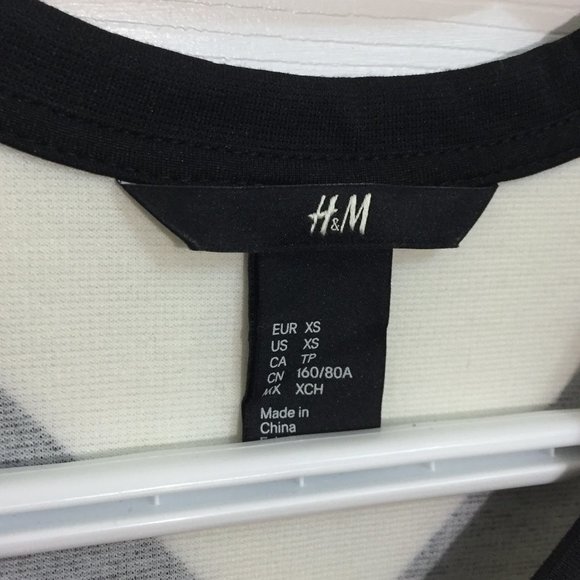 H&M
EUR XS
US XS
CA TP
CN 160/80A
MX XCH
Made in
China